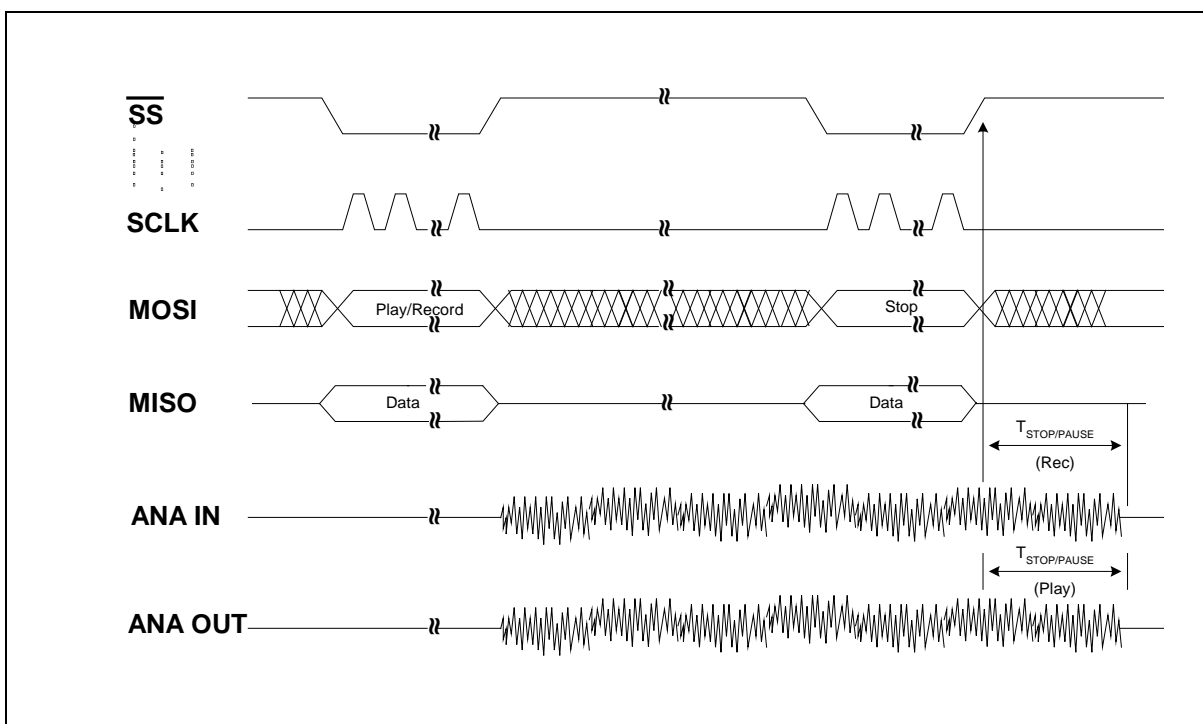 SS
SCLK
MOSI
Play/Record
Stop
MISO
Data
Data
TSTOP/PAUSE
(Rec)
ANA IN
TSTOP/PAUSE
(Play)
ANA OUT